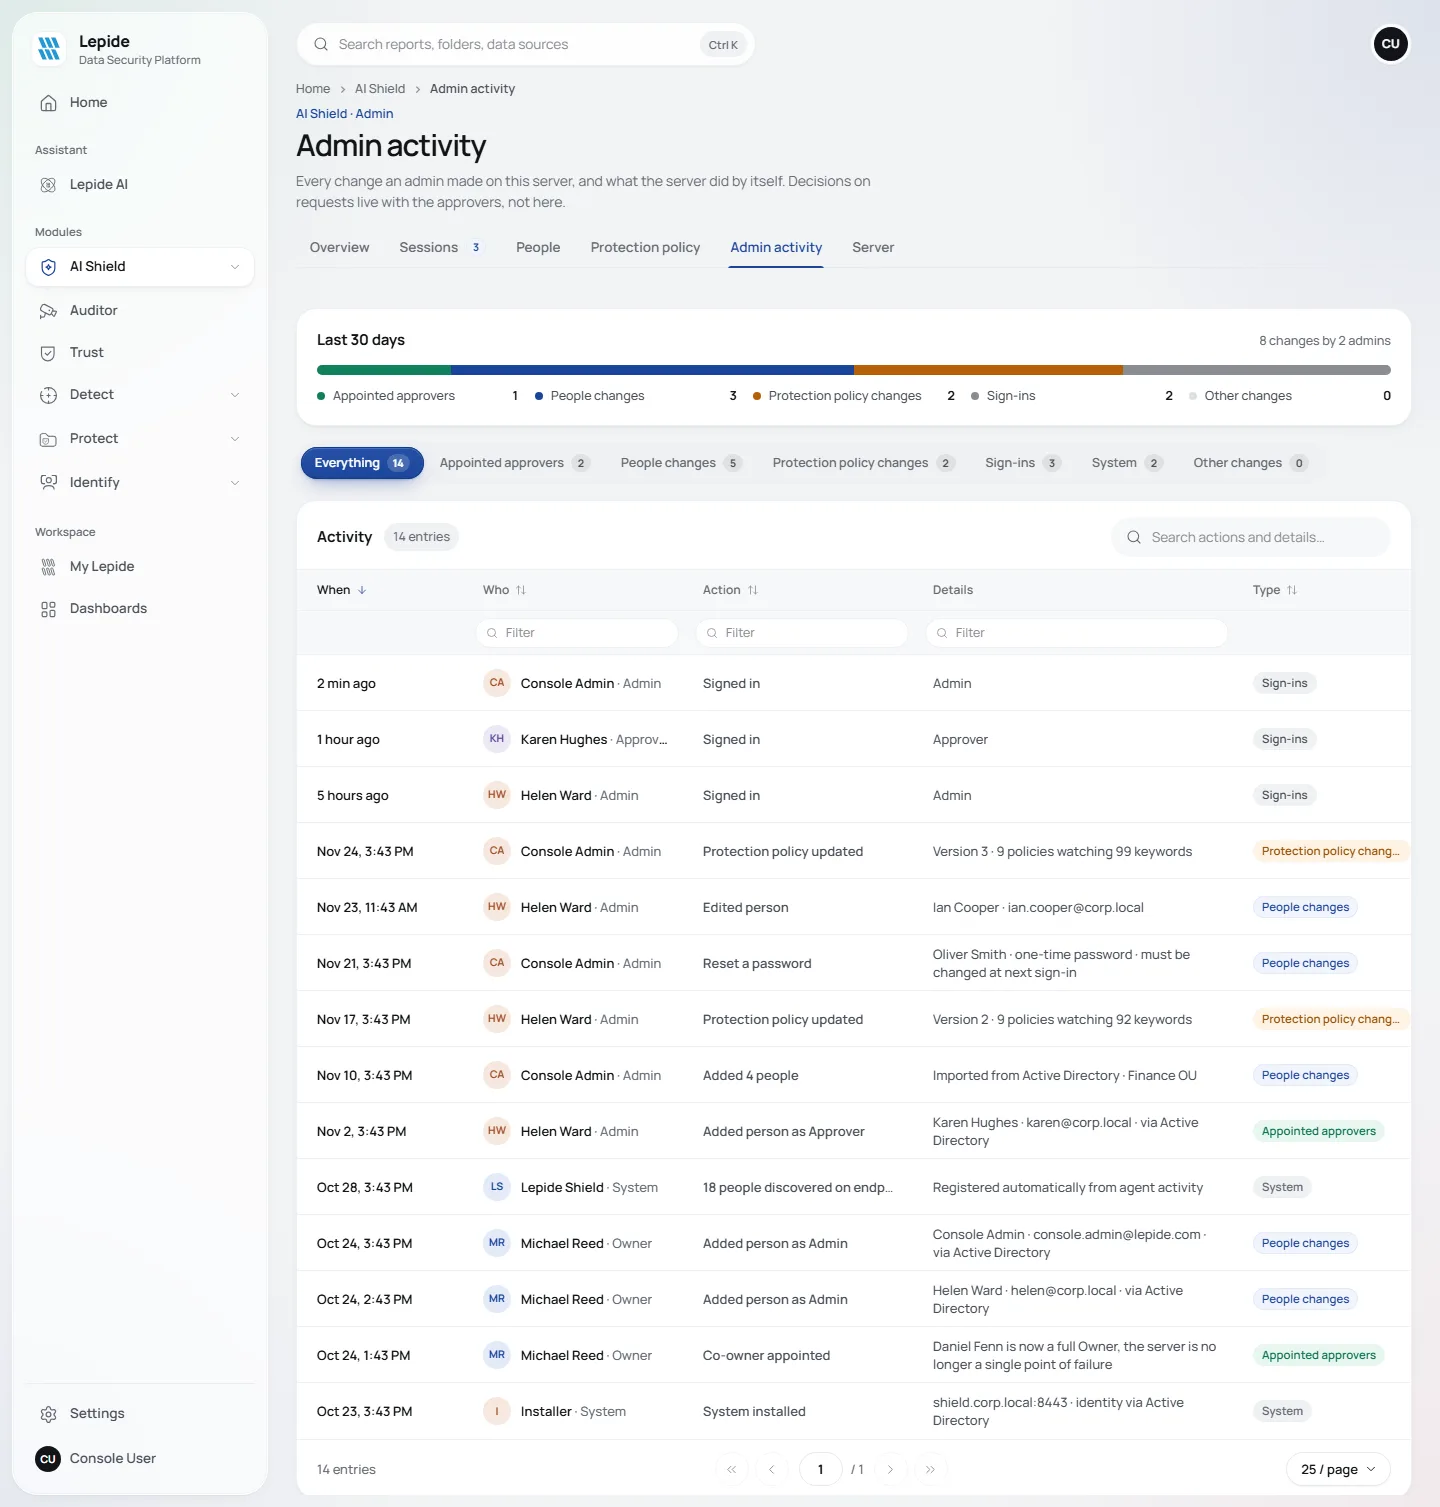 Lepide
Data Security Platform
Home
Assistant
Lepide AI
Modules
AI Shield
Auditor
Trust
Detect
Protect
Identify
Workspace
My Lepide
Dashboards
Settings
CU Console User
Search reports, folders, data sources Ctrl K
CU
Home > AI Shield > Admin activity
AI Shield · Admin
Admin activity
Every change an admin made on this server, and what the server did by itself. Decisions on
requests live with the approvers, not here.
Overview Sessions 3 People Protection policy Admin activity Server
Last 30 days 8 changes by 2 admins
Appointed approvers 1 People changes 3 Protection policy changes 2 Sign-ins 2 Other changes 0
Everything 14 Appointed approvers 2 People changes 5 Protection policy changes 2 Sign-ins 3 System 2 Other changes 0
Activity 14 entries Search actions and details...
When Who Action Details Type
Filter Filter Filter
2 min ago CA Console Admin · Admin Signed in Admin Sign-ins
1 hour ago KH Karen Hughes · Approv... Signed in Approver Sign-ins
5 hours ago HW Helen Ward · Admin Signed in Admin Sign-ins
Nov 24, 3:43 PM CA Console Admin · Admin Protection policy updated Version 3 · 9 policies watching 99 keywords Protection policy chang...
Nov 23, 11:43 AM HW Helen Ward · Admin Edited person Ian Cooper · ian.cooper@corp.local People changes
Nov 21, 3:43 PM CA Console Admin · Admin Reset a password Oliver Smith · one-time password · must be
changed at next sign-in People changes
Nov 17, 3:43 PM HW Helen Ward · Admin Protection policy updated Version 2 · 9 policies watching 92 keywords Protection policy chang...
Nov 10, 3:43 PM CA Console Admin · Admin Added 4 people Imported from Active Directory · Finance OU People changes
Nov 2, 3:43 PM HW Helen Ward · Admin Added person as Approver Karen Hughes · karen@corp.local · via Active
Directory Appointed approvers
Oct 28, 3:43 PM LS Lepide Shield · System 18 people discovered on endp... Registered automatically from agent activity System
Oct 24, 3:43 PM MR Michael Reed · Owner Added person as Admin Console Admin · console.admin@lepide.com ·
via Active Directory People changes
Oct 24, 2:43 PM MR Michael Reed · Owner Added person as Admin Helen Ward · helen@corp.local · via Active
Directory People changes
Oct 24, 1:43 PM MR Michael Reed · Owner Co-owner appointed Daniel Fenn is now a full Owner, the server is no
longer a single point of failure Appointed approvers
Oct 23, 3:43 PM I Installer · System System installed shield.corp.local:8443 · identity via Active
Directory System
14 entries « ‹ 1 / 1 › » 25 / page